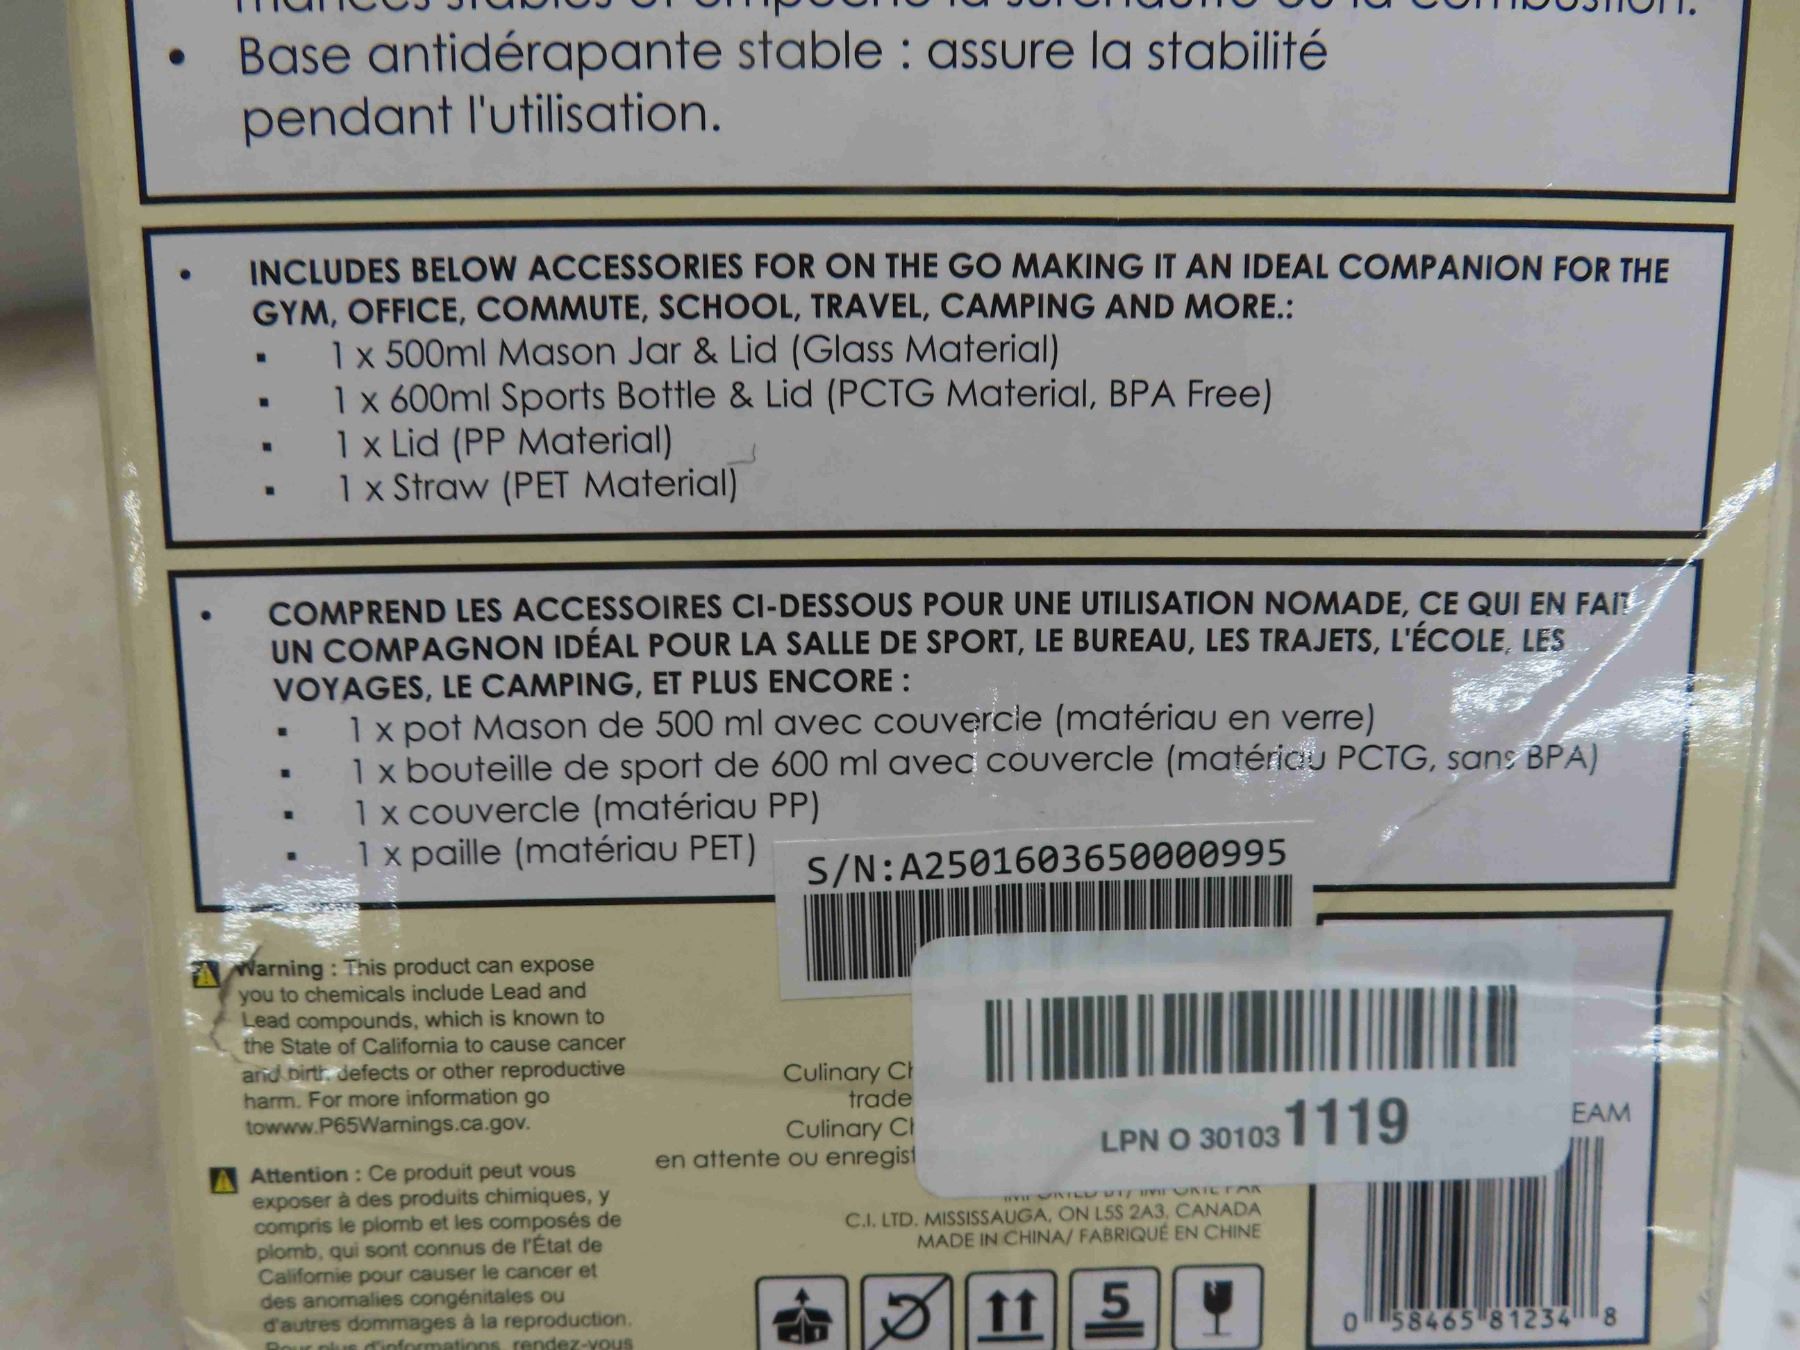 • Base antidérapante stable : assure la stabilité
pendant l'utilisation.
• INCLUDES BELOW ACCESSORIES FOR ON THE GO MAKING IT AN IDEAL COMPANION FOR THE
GYM, OFFICE, COMMUTE, SCHOOL, TRAVEL, CAMPING AND MORE.:
▪ 1 x 500ml Mason Jar & Lid (Glass Material)
▪ 1 x 600ml Sports Bottle & Lid (PCTG Material, BPA Free)
▪ 1 x Lid (PP Material)
▪ 1 x Straw (PET Material)
• COMPREND LES ACCESSOIRES CI-DESSOUS POUR UNE UTILISATION NOMADE, CE QUI EN FAIT
UN COMPAGNON IDÉAL POUR LA SALLE DE SPORT, LE BUREAU, LES TRAJETS, L'ÉCOLE, LES
VOYAGES, LE CAMPING, ET PLUS ENCORE :
▪ 1 x pot Mason de 500 ml avec couvercle (matériau en verre)
▪ 1 x bouteille de sport de 600 ml avec couvercle (matériau PCTG, sans BPA)
▪ 1 x couvercle (matériau PP)
▪ 1 x paille (matériau PET)
S/N:A2501603650000995
Warning : This product can expose
you to chemicals include Lead and
Lead compounds, which is known to
the State of California to cause cancer
and birth defects or other reproductive
harm. For more information go
towww.P65Warnings.ca.gov.
Attention : Ce produit peut vous
exposer à des produits chimiques, y
compris le plomb et les composés de
plomb, qui sont connus de l'État de
Californie pour causer le cancer et
des anomalies congénitales ou
d'autres dommages à la reproduction.
Pour plus d'informations, rendez-vous
Culinary
trade
Culinary
en attente ou
LPN O 301031119
EAM
C.I. LTD. MISSISSAUGA, ON L5S 2A3, CANADA
MADE IN CHINA/ FABRIQUÉ EN CHINE
5
0 58465 81234 8